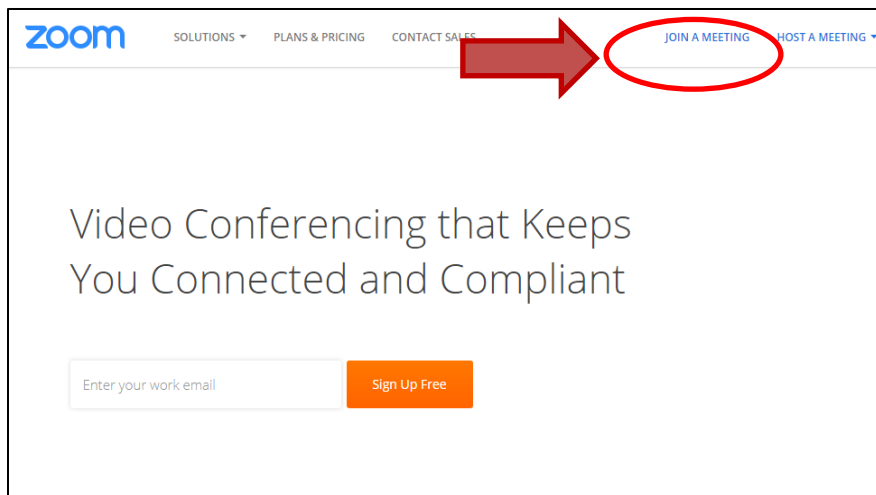 zoom SOLUTIONS PLANS & PRICING CONTACT SALES JOIN A MEETING HOST A MEETING
Video Conferencing that Keeps
You Connected and Compliant
Enter your work email Sign Up Free